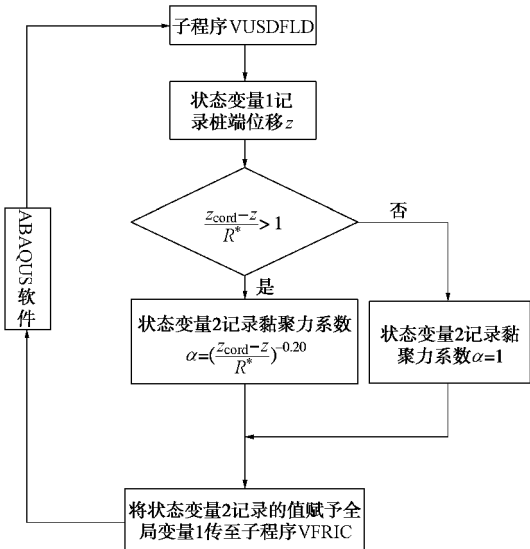 子程序VUSDFLD
状态变量1记
录桩端位移z
(z_cord−z)/R* > 1
否
是
ABAQUS软件
状态变量2记录黏聚力系数
α=((z_cord−z)/R*)^−0.20
状态变量2记录黏
聚力系数α=1
将状态变量2记录的值赋予全
局变量1传至子程序VFRIC